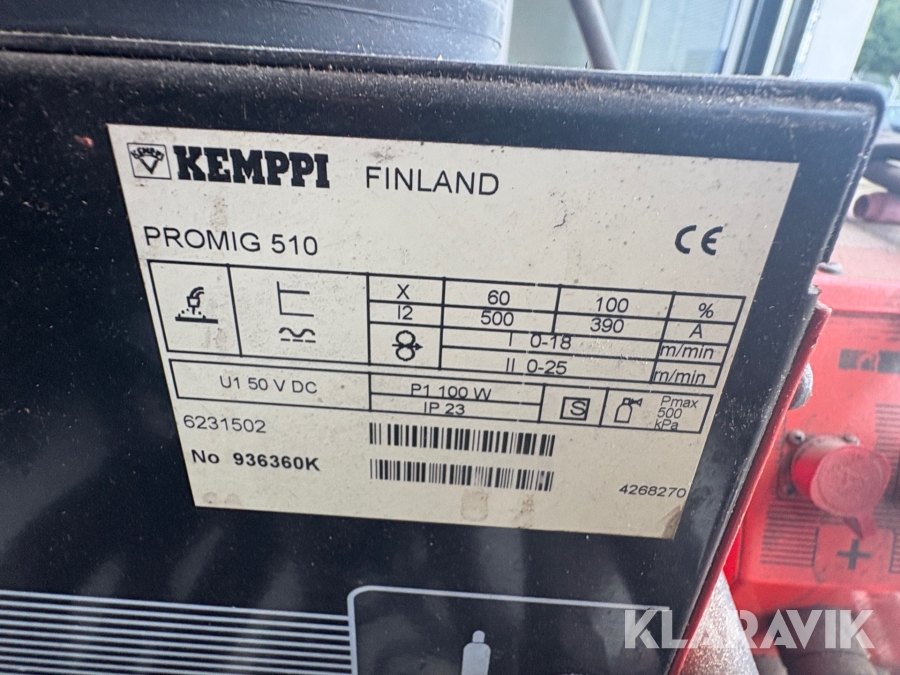 KEMPPI FINLAND
PROMIG 510
CE
X 60 100 %
I2 500 390 A
I 0-18 m/min
II 0-25 m/min
U1 50 V DC
P1 100 W
IP 23
S
Pmax
500
kPa
6231502
No 936360K
4268270
+
KLARAVIK